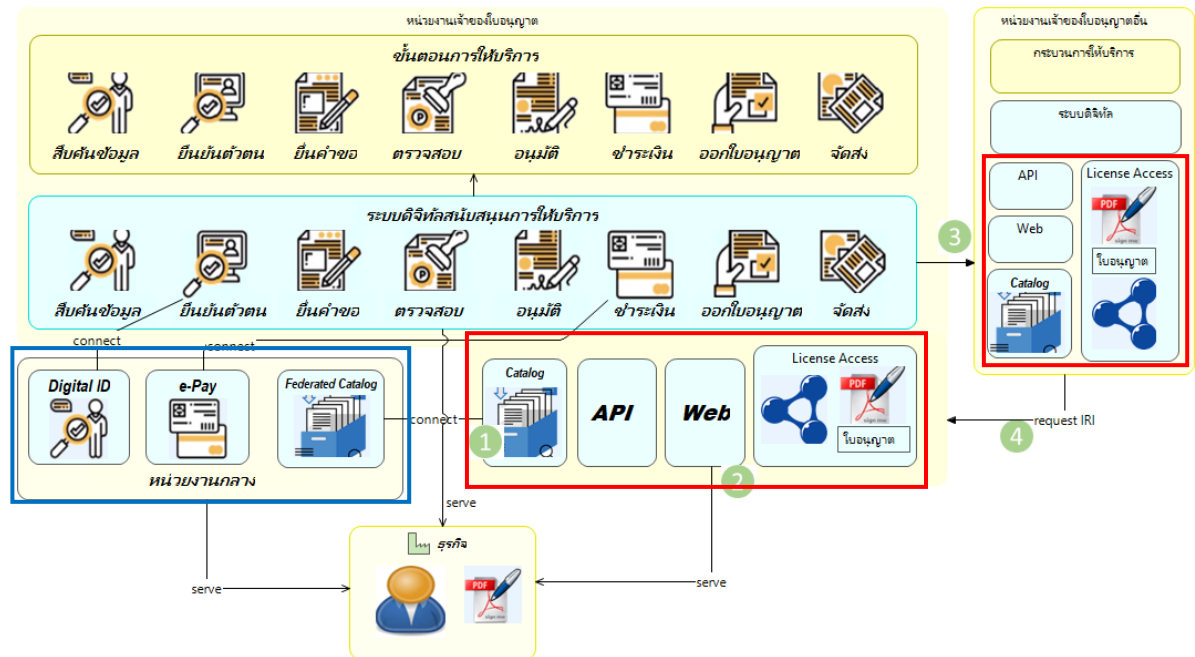 หน่วยงานเจ้าของใบอนุญาต
ขั้นตอนการให้บริการ
สืบค้นข้อมูล
ยืนยันตัวตน
ยื่นคำขอ
ตรวจสอบ
อนุมัติ
ชำระเงิน
ออกใบอนุญาต
จัดส่ง
ระบบดิจิทัลสนับสนุนการให้บริการ
สืบค้นข้อมูล
ยืนยันตัวตน
ยื่นคำขอ
ตรวจสอบ
อนุมัติ
ชำระเงิน
ออกใบอนุญาต
จัดส่ง
หน่วยงานเจ้าของใบอนุญาตอื่น
กระบวนการให้บริการ
ระบบดิจิทัล
API
Web
Catalog
License Access
PDF
sign me
ใบอนุญาต
3
connect
connect
Digital ID
e-Pay
Federated Catalog
หน่วยงานกลาง
connect
Catalog
1
API
Web
2
License Access
PDF
sign me
ใบอนุญาต
4
request IRI
serve
serve
serve
ธุรกิจ
PDF
sign me